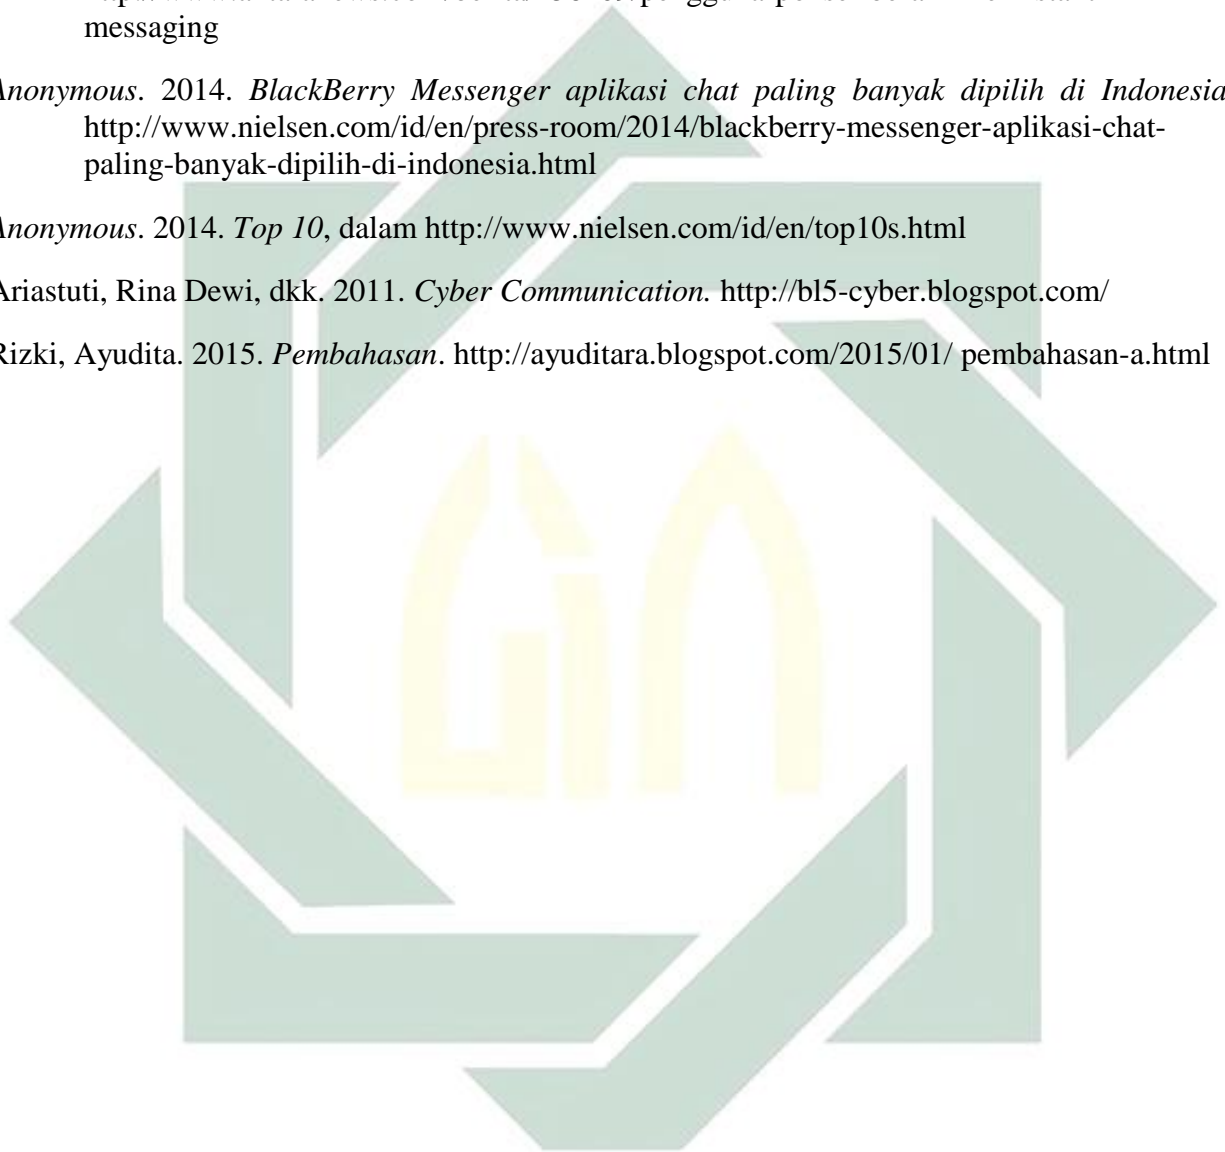 messaging
Anonymous. 2014. BlackBerry Messenger aplikasi chat paling banyak dipilih di Indonesia
http://www.nielsen.com/id/en/press-room/2014/blackberry-messenger-aplikasi-chat-
paling-banyak-dipilih-di-indonesia.html
Anonymous. 2014. Top 10, dalam http://www.nielsen.com/id/en/top10s.html
Ariastuti, Rina Dewi, dkk. 2011. Cyber Communication. http://bl5-cyber.blogspot.com/
Rizki, Ayudita. 2015. Pembahasan. http://ayuditara.blogspot.com/2015/01/ pembahasan-a.html